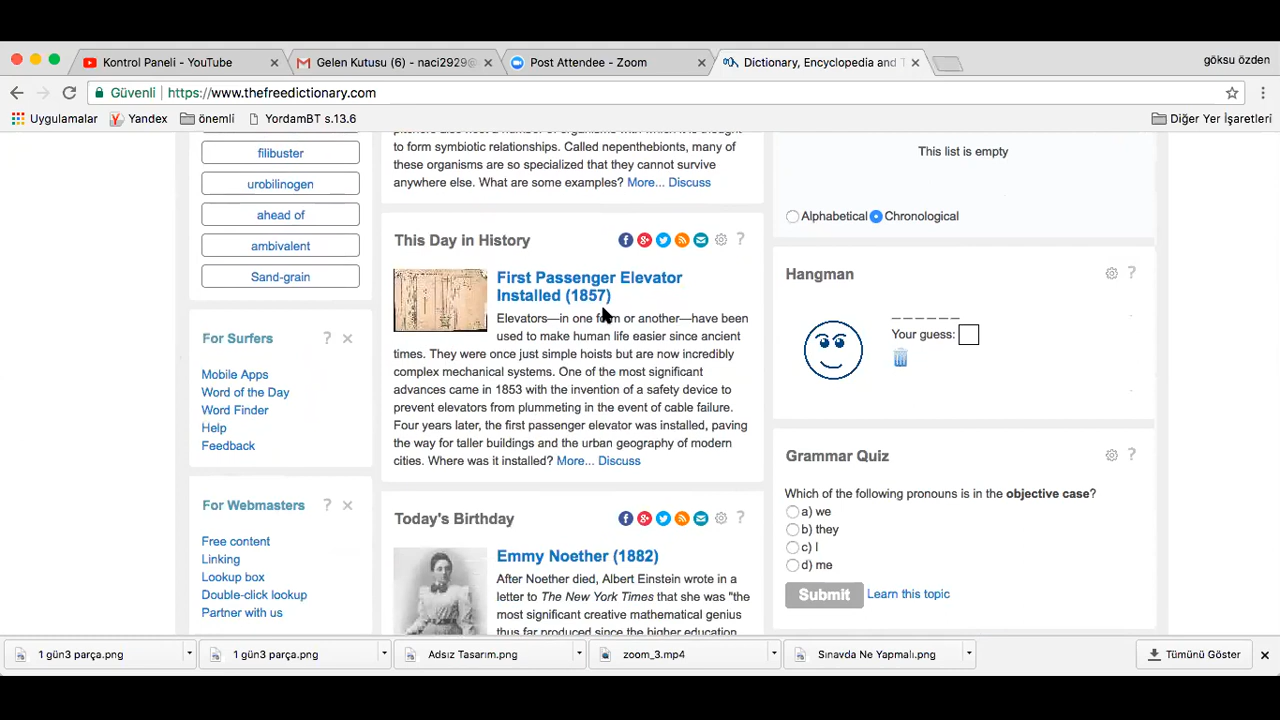 Kontrol Paneli - YouTube
Gelen Kutusu (6) - naci2929@
Post Attendee - Zoom
Dictionary, Encyclopedia and T
göksu özden
Güvenli | https://www.thefreedictionary.com
Uygulamalar
Yandex
önemli
YordamBT s.13.6
Diğer Yer İşaretleri
filibuster
urobilinogen
ahead of
ambivalent
Sand-grain
For Surfers ?
Mobile Apps
Word of the Day
Word Finder
Help
Feedback
For Webmasters ?
Free content
Linking
Lookup box
Double-click lookup
Partner with us
to form symbiotic relationships. Called nepenthebionts, many of
these organisms are so specialized that they cannot survive
anywhere else. What are some examples? More... Discuss
This Day in History ?
First Passenger Elevator
Installed (1857)
Elevators—in one form or another—have been
used to make human life easier since ancient
times. They were once just simple hoists but are now incredibly
complex mechanical systems. One of the most significant
advances came in 1853 with the invention of a safety device to
prevent elevators from plummeting in the event of cable failure.
Four years later, the first passenger elevator was installed, paving
the way for taller buildings and the urban geography of modern
cities. Where was it installed? More... Discuss
Today's Birthday ?
Emmy Noether (1882)
After Noether died, Albert Einstein wrote in a
letter to The New York Times that she was "the
most significant creative mathematical genius
thus far produced since the higher education
This list is empty
Alphabetical Chronological
Hangman ?
_ _ _ _ _ _
Your guess:
Grammar Quiz ?
Which of the following pronouns is in the objective case?
a) we
b) they
c) I
d) me
Submit Learn this topic
1 gün3 parça.png
1 gün3 parça.png
Adsız Tasarım.png
zoom_3.mp4
Sınavda Ne Yapmalı.png
Tümünü Göster